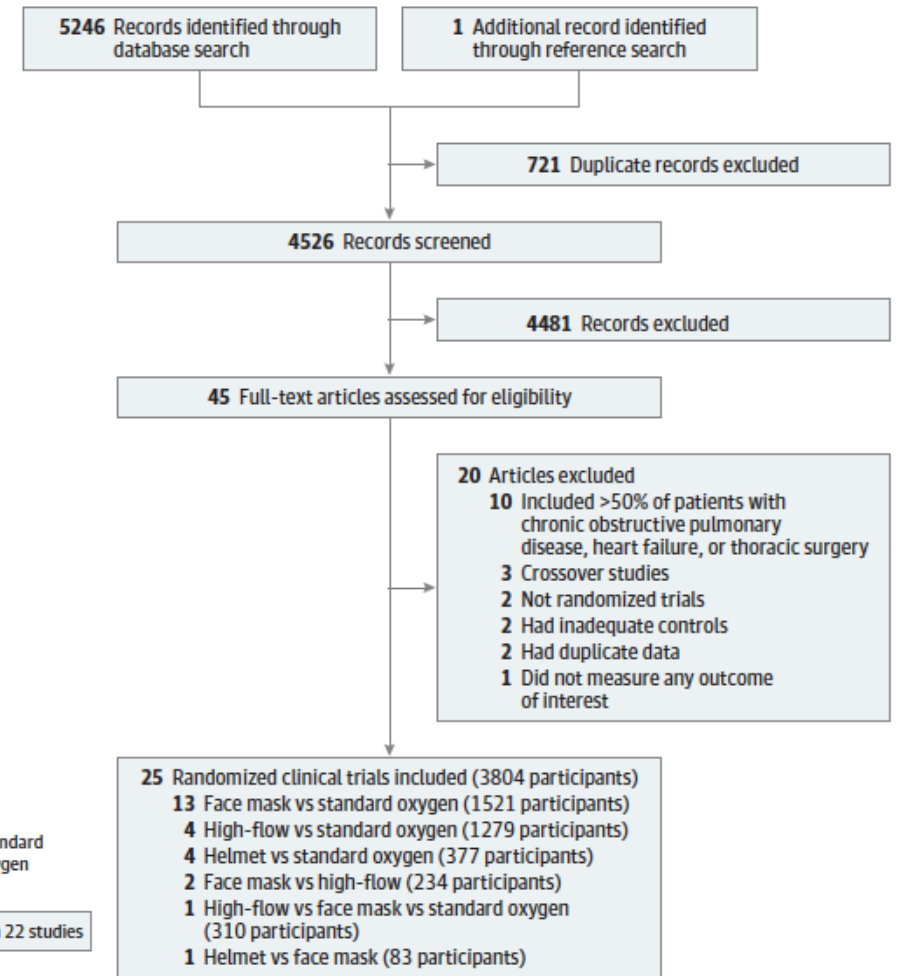 5246 Records identified through
database search
1 Additional record identified
through reference search
721 Duplicate records excluded
4526 Records screened
4481 Records excluded
45 Full-text articles assessed for eligibility
20 Articles excluded
10 Included >50% of patients with
chronic obstructive pulmonary
disease, heart failure, or thoracic surgery
3 Crossover studies
2 Not randomized trials
2 Had inadequate controls
2 Had duplicate data
1 Did not measure any outcome
of interest
25 Randomized clinical trials included (3804 participants)
13 Face mask vs standard oxygen (1521 participants)
4 High-flow vs standard oxygen (1279 participants)
4 Helmet vs standard oxygen (377 participants)
2 Face mask vs high-flow (234 participants)
1 High-flow vs face mask vs standard oxygen
(310 participants)
1 Helmet vs face mask (83 participants)
22 studies